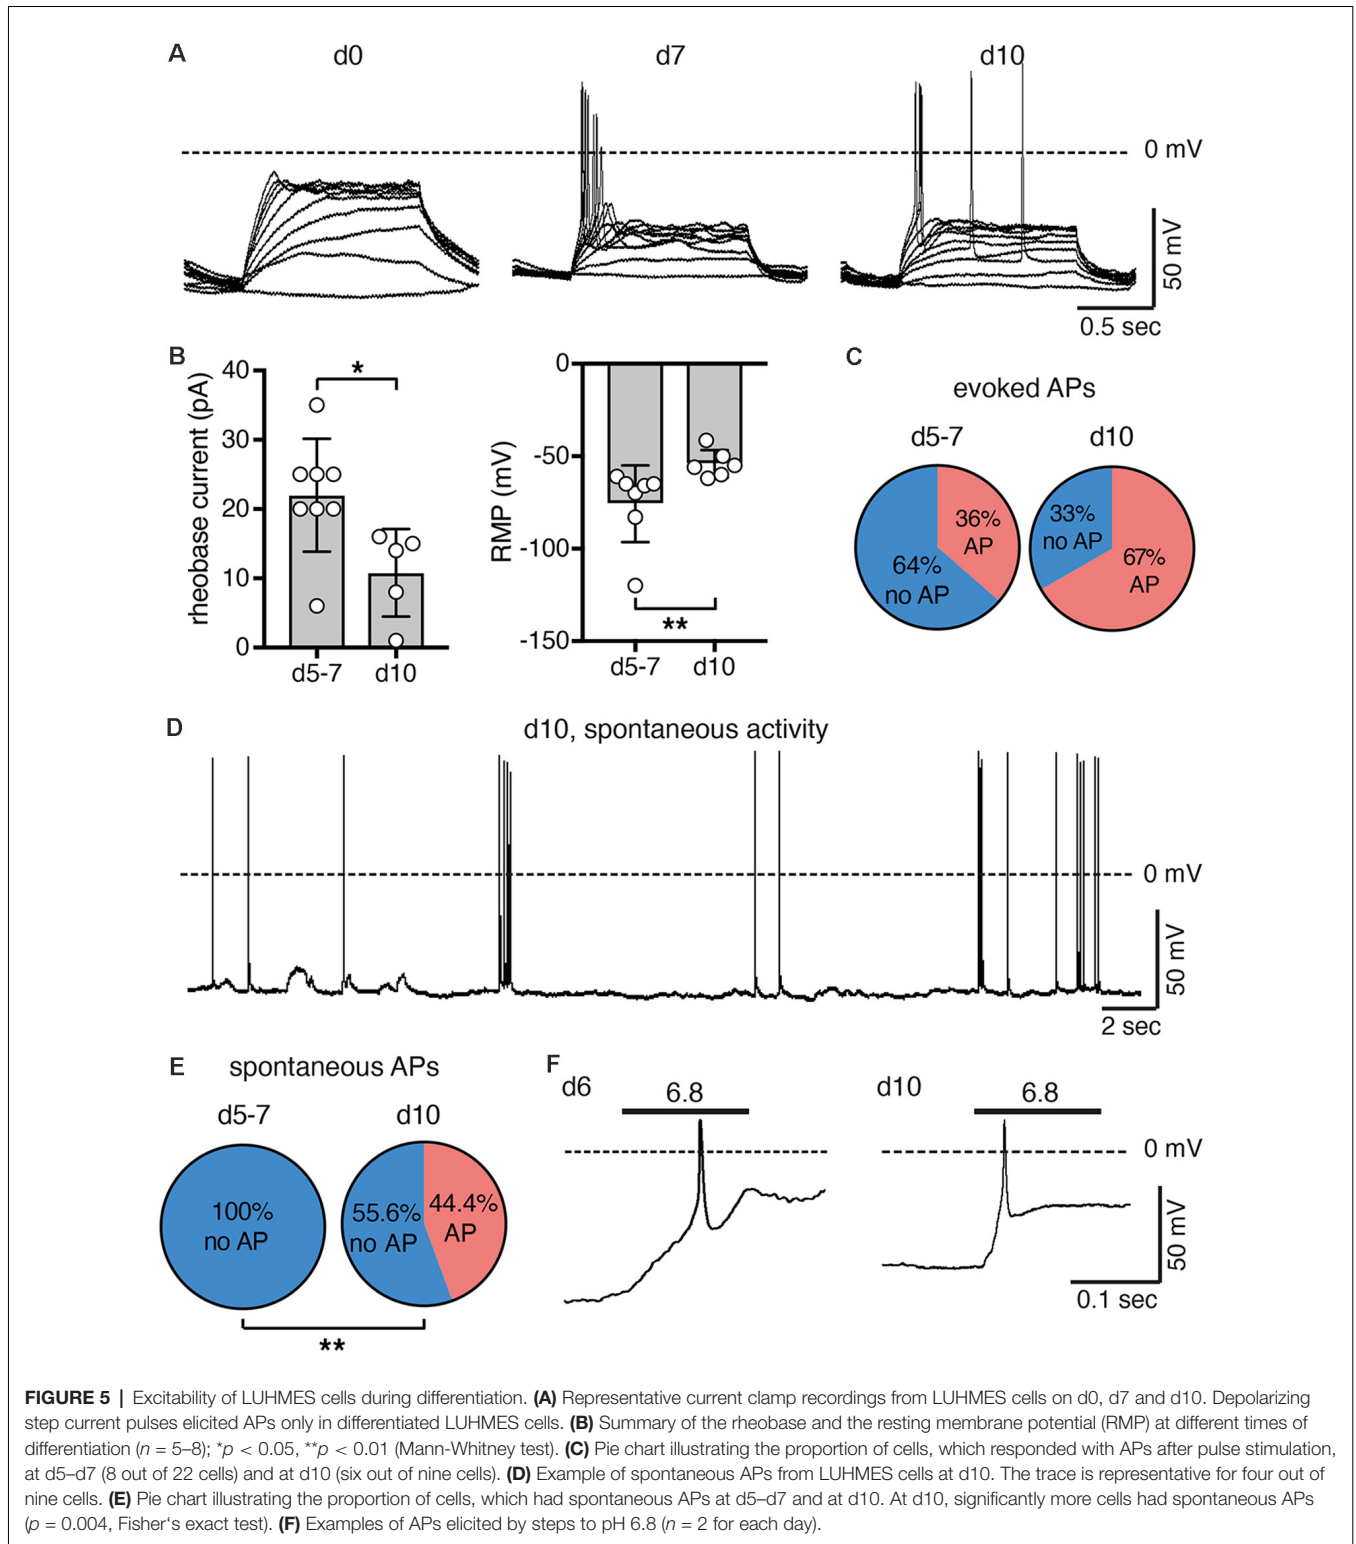 A
d0
d7
d10
0 mV
50 mV
0.5 sec
B
rheobase current (pA)
40
30
20
10
0
*
d5-7
d10
RMP (mV)
0
-50
-100
-150
**
d5-7
d10
C
evoked APs
d5-7
d10
36%
AP
64%
no AP
33%
no AP
67%
AP
D
d10, spontaneous activity
0 mV
50 mV
2 sec
E
spontaneous APs
d5-7
d10
100%
no AP
55.6%
no AP
44.4%
AP
**
F
d6
6.8
d10
6.8
0 mV
50 mV
0.1 sec
FIGURE 5 | Excitability of LUHMES cells during differentiation. (A) Representative current clamp recordings from LUHMES cells on d0, d7 and d10. Depolarizing
step current pulses elicited APs only in differentiated LUHMES cells. (B) Summary of the rheobase and the resting membrane potential (RMP) at different times of
differentiation (n = 5–8); *p < 0.05, **p < 0.01 (Mann-Whitney test). (C) Pie chart illustrating the proportion of cells, which responded with APs after pulse stimulation,
at d5–d7 (8 out of 22 cells) and at d10 (six out of nine cells). (D) Example of spontaneous APs from LUHMES cells at d10. The trace is representative for four out of
nine cells. (E) Pie chart illustrating the proportion of cells, which had spontaneous APs at d5–d7 and at d10. At d10, significantly more cells had spontaneous APs
(p = 0.004, Fisher‘s exact test). (F) Examples of APs elicited by steps to pH 6.8 (n = 2 for each day).